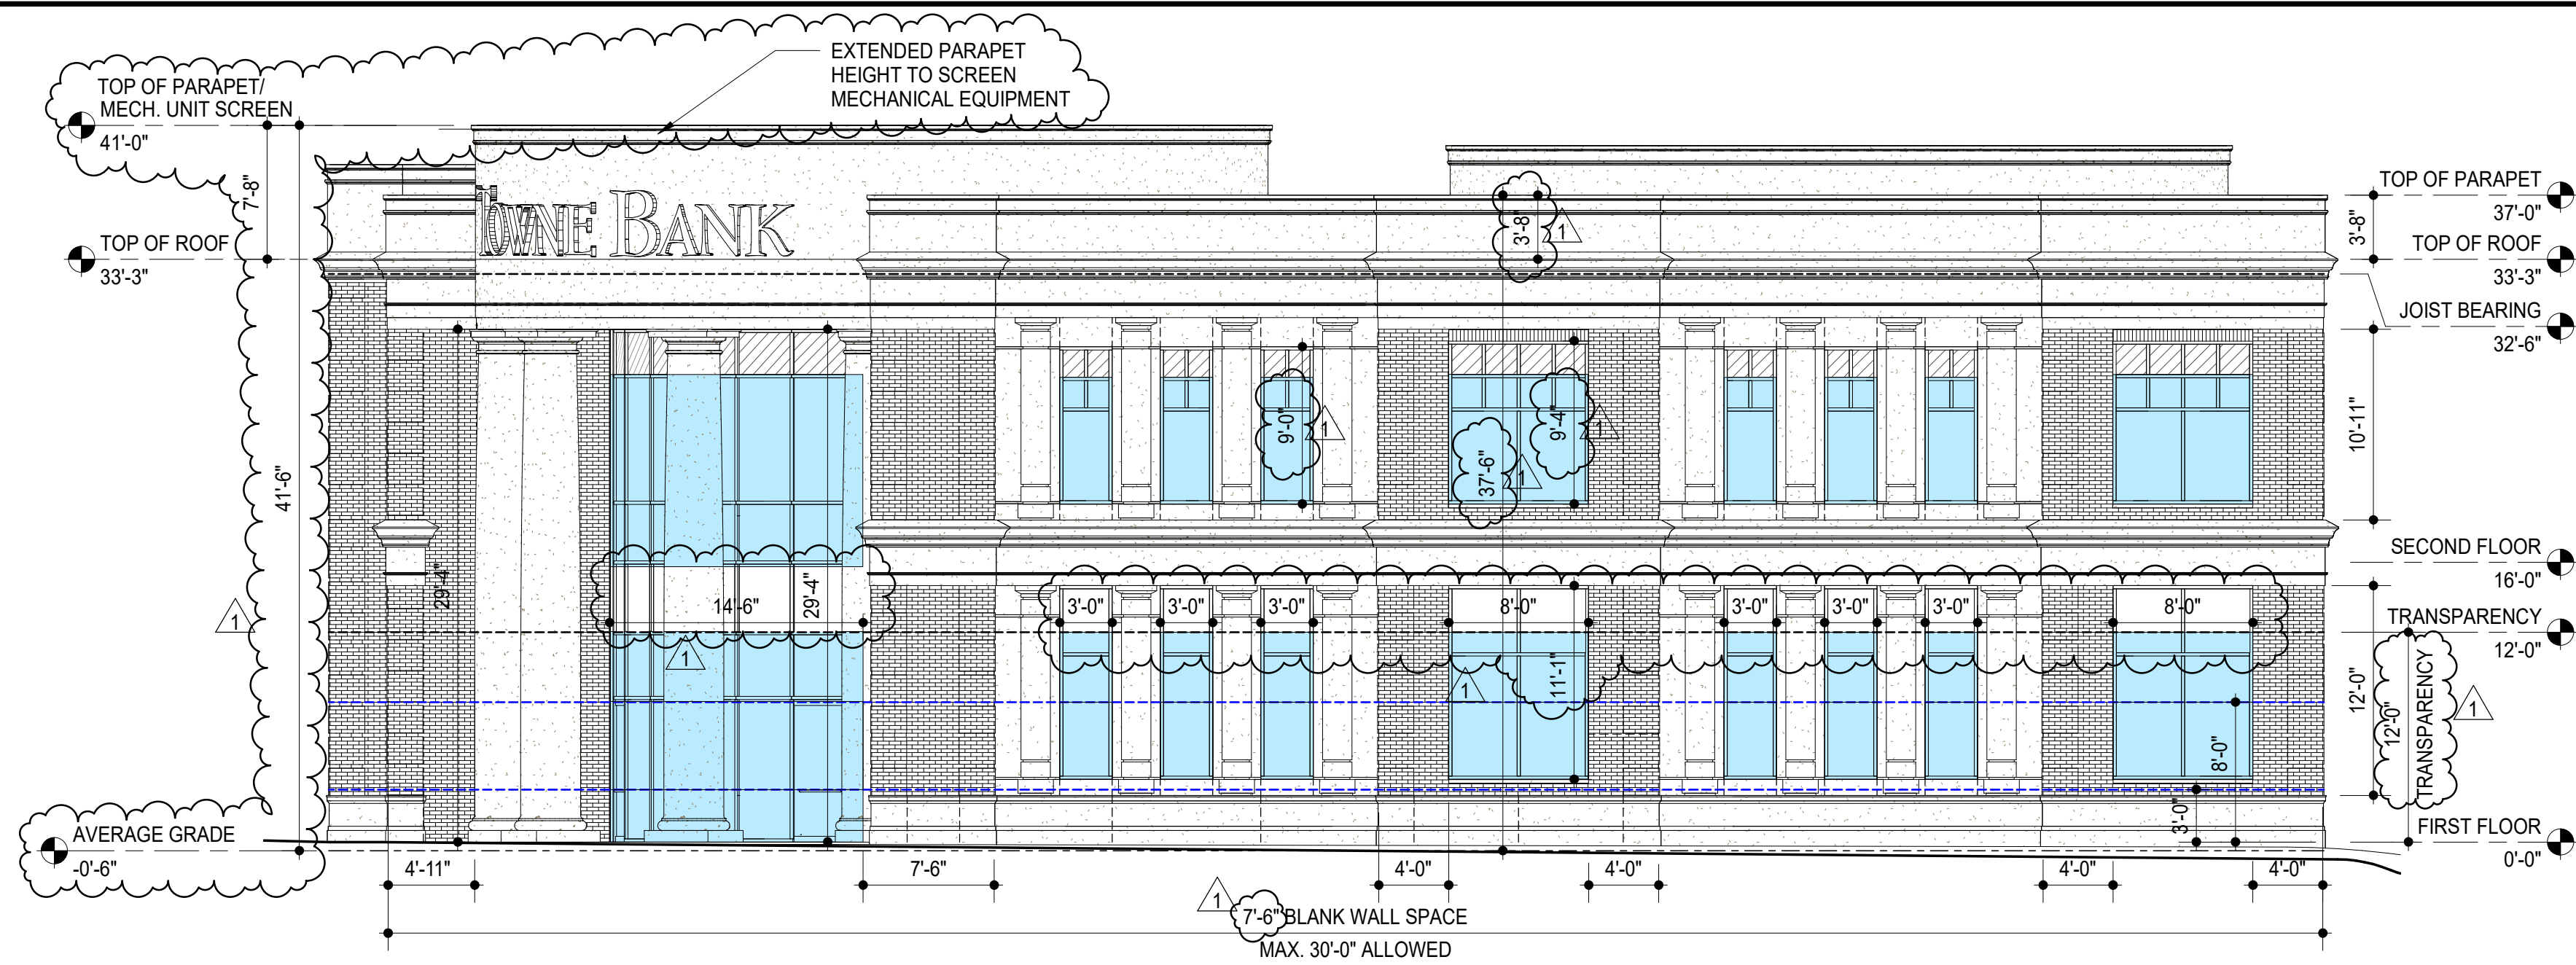 EXTENDED PARAPET
HEIGHT TO SCREEN
MECHANICAL EQUIPMENT
TOP OF PARAPET/
MECH. UNIT SCREEN
41'-0"
7'-8"
TOP OF ROOF
33'-3"
41'-6"
TOWNE BANK
3'-8"
1
TOP OF PARAPET
37'-0"
3'-8"
TOP OF ROOF
33'-3"
JOIST BEARING
32'-6"
10'-11"
9'-0"
1
9'-4"
1
37'-6"
1
SECOND FLOOR
16'-0"
29'-4"
14'-6"
29'-4"
1
1
3'-0"
3'-0"
3'-0"
8'-0"
3'-0"
3'-0"
3'-0"
8'-0"
1
11'-1"
TRANSPARENCY
12'-0"
12'-0"
12'-0"
TRANSPARENCY
1
8'-0"
3'-0"
AVERAGE GRADE
-0'-6"
FIRST FLOOR
0'-0"
4'-11"
7'-6"
4'-0"
4'-0"
4'-0"
4'-0"
1
7'-6" BLANK WALL SPACE
MAX. 30'-0" ALLOWED